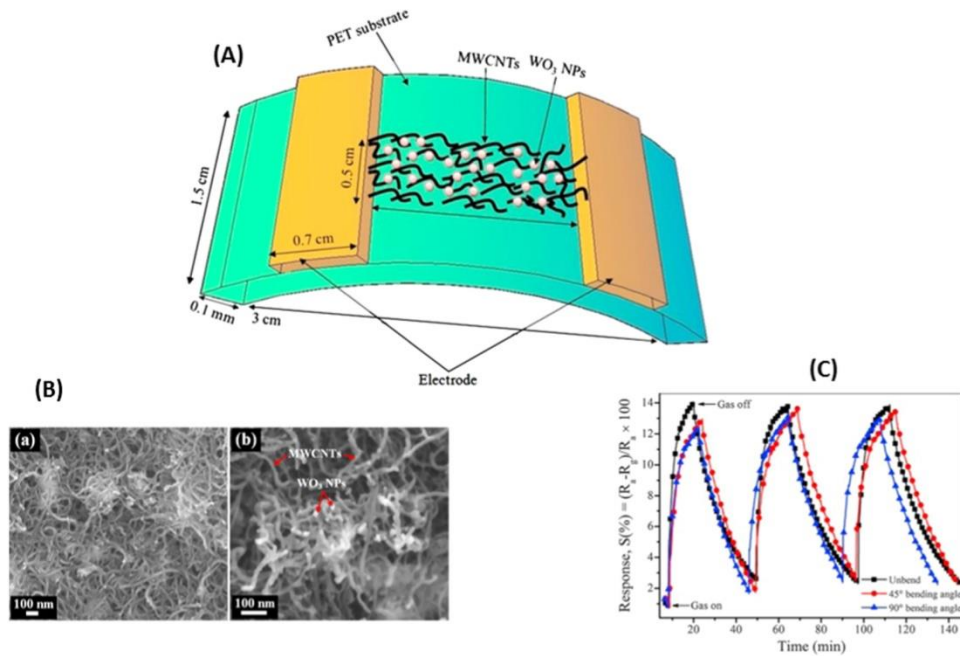 (A)
PET substrate
MWCNTs
WO₃ NPs
1.5 cm
0.5 cm
0.7 cm
0.1 mm
3 cm
Electrode
(B)
(a)
100 nm
(b)
MWCNTs
WO₃ NPs
100 nm
(C)
Response, S(%) = (Rₐ-R_g)/Rₐ × 100
14
12
10
8
6
4
2
Gas off
Gas on
Unbend
45° bending angle
90° bending angle
20 40 60 80 100 120 140
Time (min)